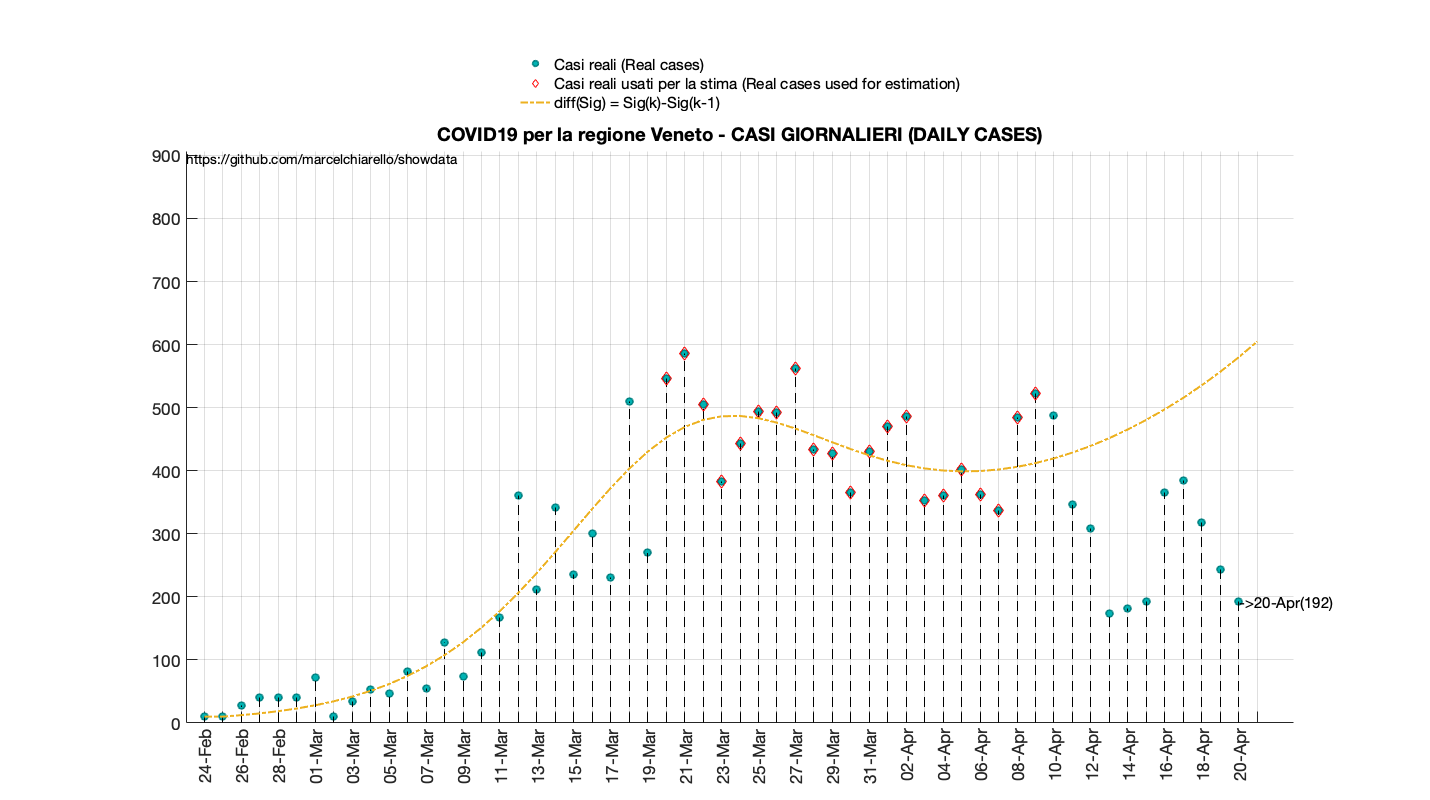 Casi reali (Real cases)
Casi reali usati per la stima (Real cases used for estimation)
diff(Sig) = Sig(k)-Sig(k-1)
COVID19 per la regione Veneto - CASI GIORNALIERI (DAILY CASES)
https://github.com/marcelchiarello/showdata
900
800
700
600
500
400
300
200
100
0
->20-Apr(192)
24-Feb
26-Feb
28-Feb
01-Mar
03-Mar
05-Mar
07-Mar
09-Mar
11-Mar
13-Mar
15-Mar
17-Mar
19-Mar
21-Mar
23-Mar
25-Mar
27-Mar
29-Mar
31-Mar
02-Apr
04-Apr
06-Apr
08-Apr
10-Apr
12-Apr
14-Apr
16-Apr
18-Apr
20-Apr